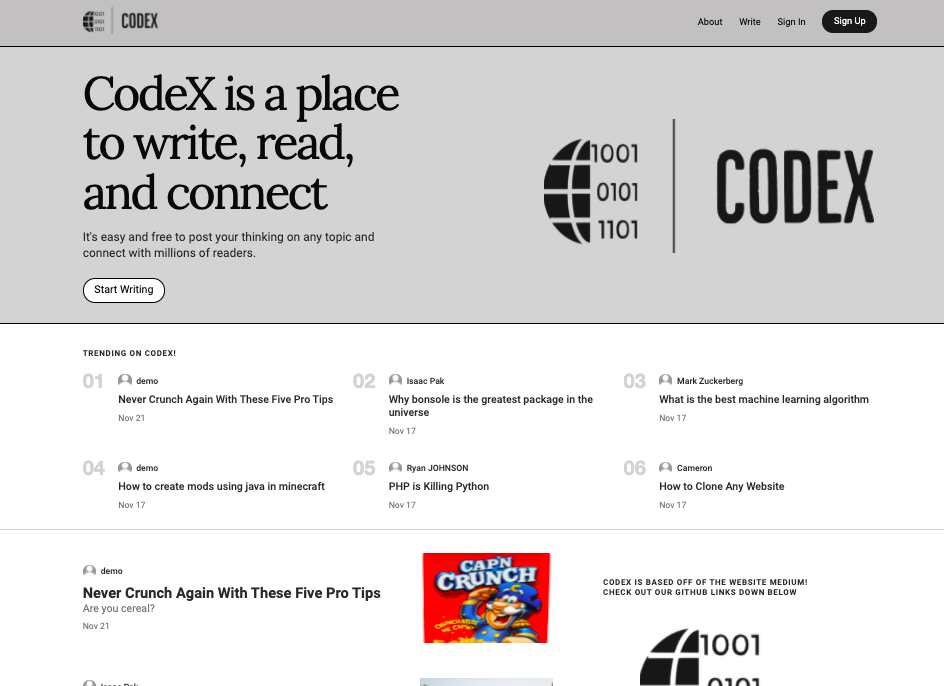 1001
0101
1101
CODEX
About Write Sign In Sign Up
CodeX is a place
to write, read,
and connect
It's easy and free to post your thinking on any topic and
connect with millions of readers.
Start Writing
1001
0101
1101
CODEX
TRENDING ON CODEX!
01 demo
Never Crunch Again With These Five Pro Tips
Nov 21
02 Isaac Pak
Why bonsole is the greatest package in the
universe
Nov 17
03 Mark Zuckerberg
What is the best machine learning algorithm
Nov 17
04 demo
How to create mods using java in minecraft
Nov 17
05 Ryan JOHNSON
PHP is Killing Python
Nov 17
06 Cameron
How to Clone Any Website
Nov 17
demo
Never Crunch Again With These Five Pro Tips
Are you cereal?
Nov 21
CAP'N
CRUNCH
CODEX IS BASED OFF OF THE WEBSITE MEDIUM!
CHECK OUT OUR GITHUB LINKS DOWN BELOW
1001
0101
Isaac Pak